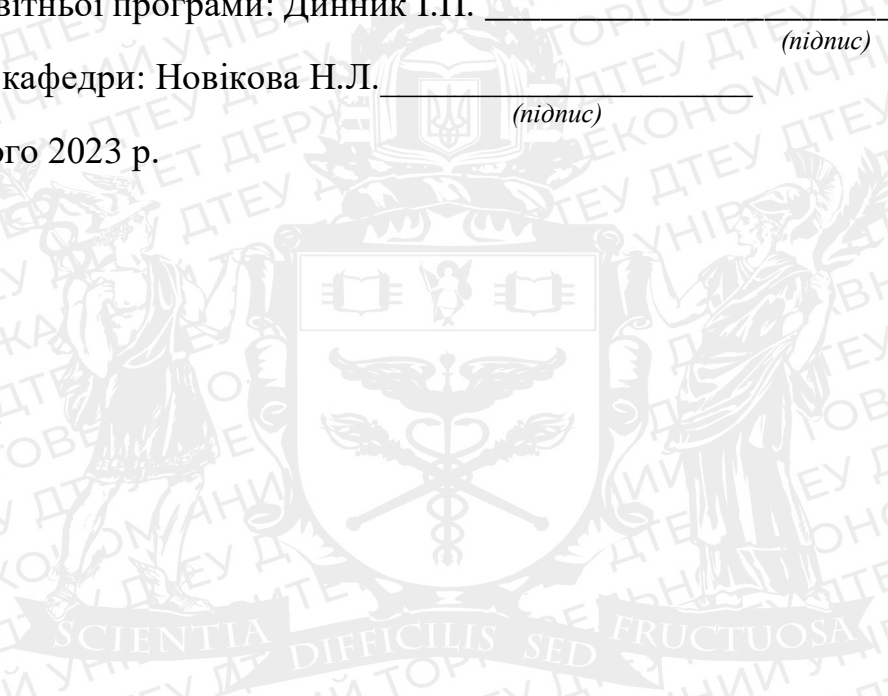 вітньої програми: Динник І.П.
(підпис)
кафедри: Новікова Н.Л.
(підпис)
ого 2023 р.
SCIENTIA DIFFICILIS SED FRUCTUOSA